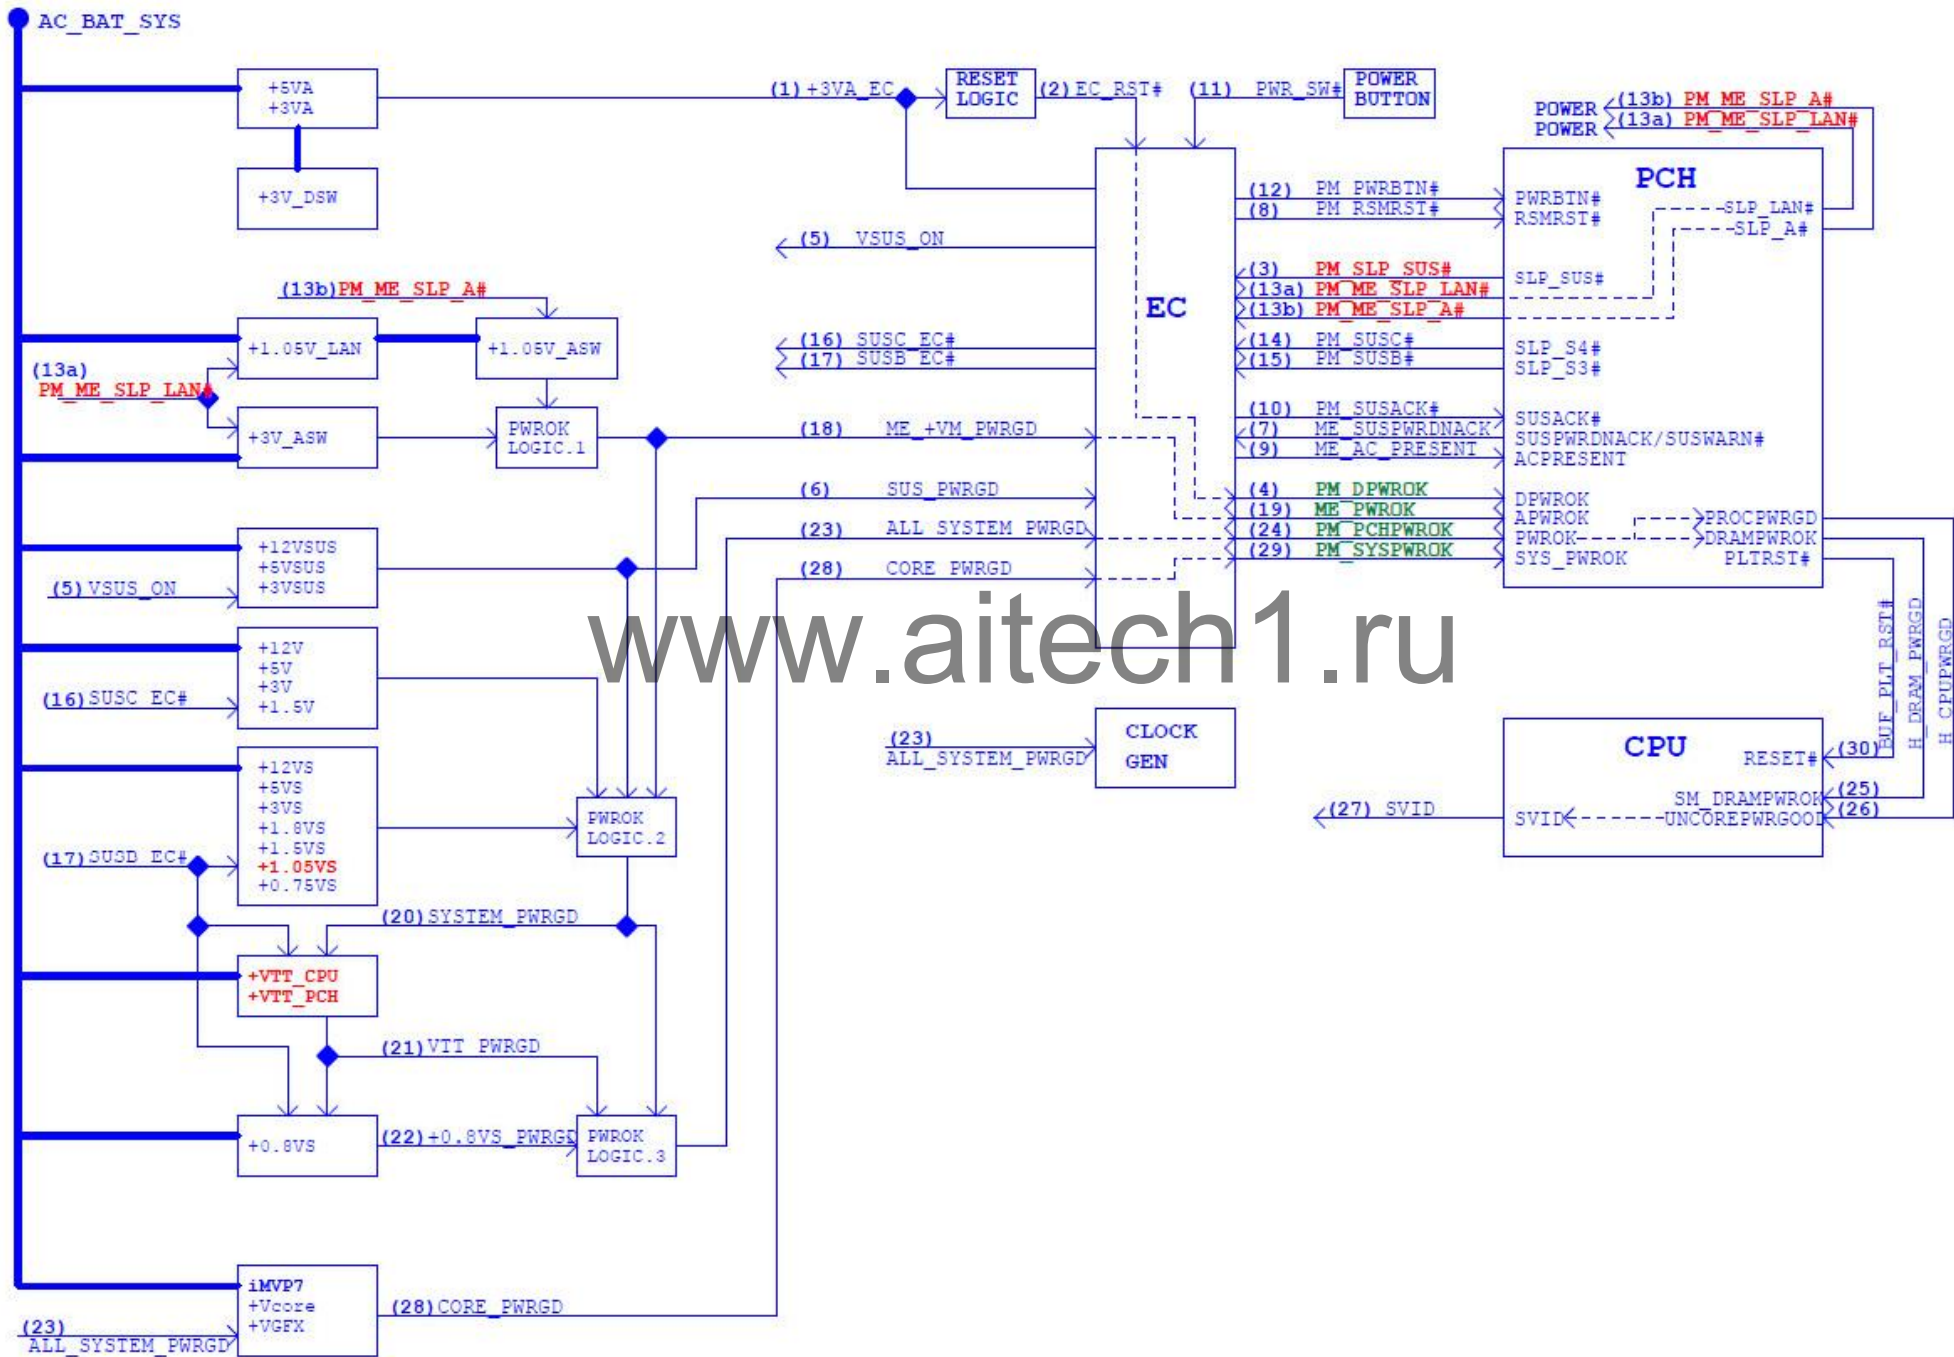 AC_BAT_SYS
+5VA
+3VA
+3V_DSW
(1) +3VA_EC
RESET
LOGIC
(2) EC_RST#
(11) PWR_SW#
POWER
BUTTON
POWER
(13b) PM_ME_SLP_A#
POWER
(13a) PM_ME_SLP_LAN#
(13b) PM_ME_SLP_A#
+1.05V_LAN
+1.05V_ASW
(13a)
PM_ME_SLP_LAN#
+3V_ASW
PWROK
LOGIC.1
(5) VSUS_ON
(16) SUSC_EC#
(17) SUSB_EC#
(18) ME_+VM_PWRGD
(6) SUS_PWRGD
(23) ALL_SYSTEM_PWRGD
(28) CORE_PWRGD
EC
(12) PM_PWRBTN#
(8) PM_RSMRST#
(3) PM_SLP_SUS#
(13a) PM_ME_SLP_LAN#
(13b) PM_ME_SLP_A#
(14) PM_SUSC#
(15) PM_SUSB#
(10) PM_SUSACK#
(7) ME_SUSPWRDNACK
(9) ME_AC_PRESENT
(4) PM_DPWROK
(19) ME_PWROK
(24) PM_PCHPWROK
(29) PM_SYSPWROK
PCH
PWRBTN#
RSMRST#
SLP_LAN#
SLP_A#
SLP_SUS#
SLP_S4#
SLP_S3#
SUSACK#
SUSPWRDNACK/SUSWARN#
ACPRESENT
DPWROK
APWROK
PWROK
SYS_PWROK
PROCPWRGD
DRAMPWROK
PLTRST#
BUF_PLT_RST#
H_DRAM_PWRGD
H_CPUPWRGD
+12VSUS
+5VSUS
+3VSUS
(5) VSUS_ON
+12V
+5V
+3V
+1.5V
(16) SUSC_EC#
+12VS
+5VS
+3VS
+1.8VS
+1.5VS
+1.05VS
+0.75VS
(17) SUSB_EC#
PWROK
LOGIC.2
www.aitech1.ru
(23)
ALL_SYSTEM_PWRGD
CLOCK
GEN
CPU
RESET#
(30)
SM_DRAMPWROK
(25)
UNCOREPWRGOOD
(26)
SVID
(27) SVID
(20) SYSTEM_PWRGD
+VTT_CPU
+VTT_PCH
(21) VTT_PWRGD
+0.8VS
(22) +0.8VS_PWRGD
PWROK
LOGIC.3
iMVP7
+Vcore
+VGFX
(28) CORE_PWRGD
(23)
ALL_SYSTEM_PWRGD